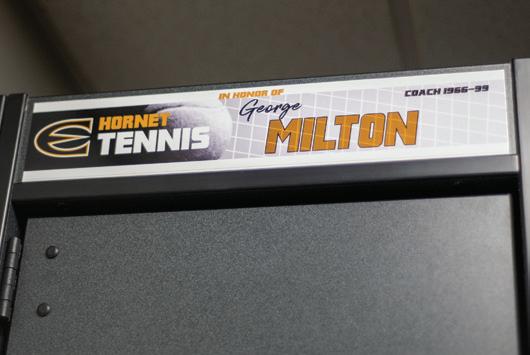 HORNET
TENNIS
IN HONOR OF
George
MILTON
COACH 1966-99